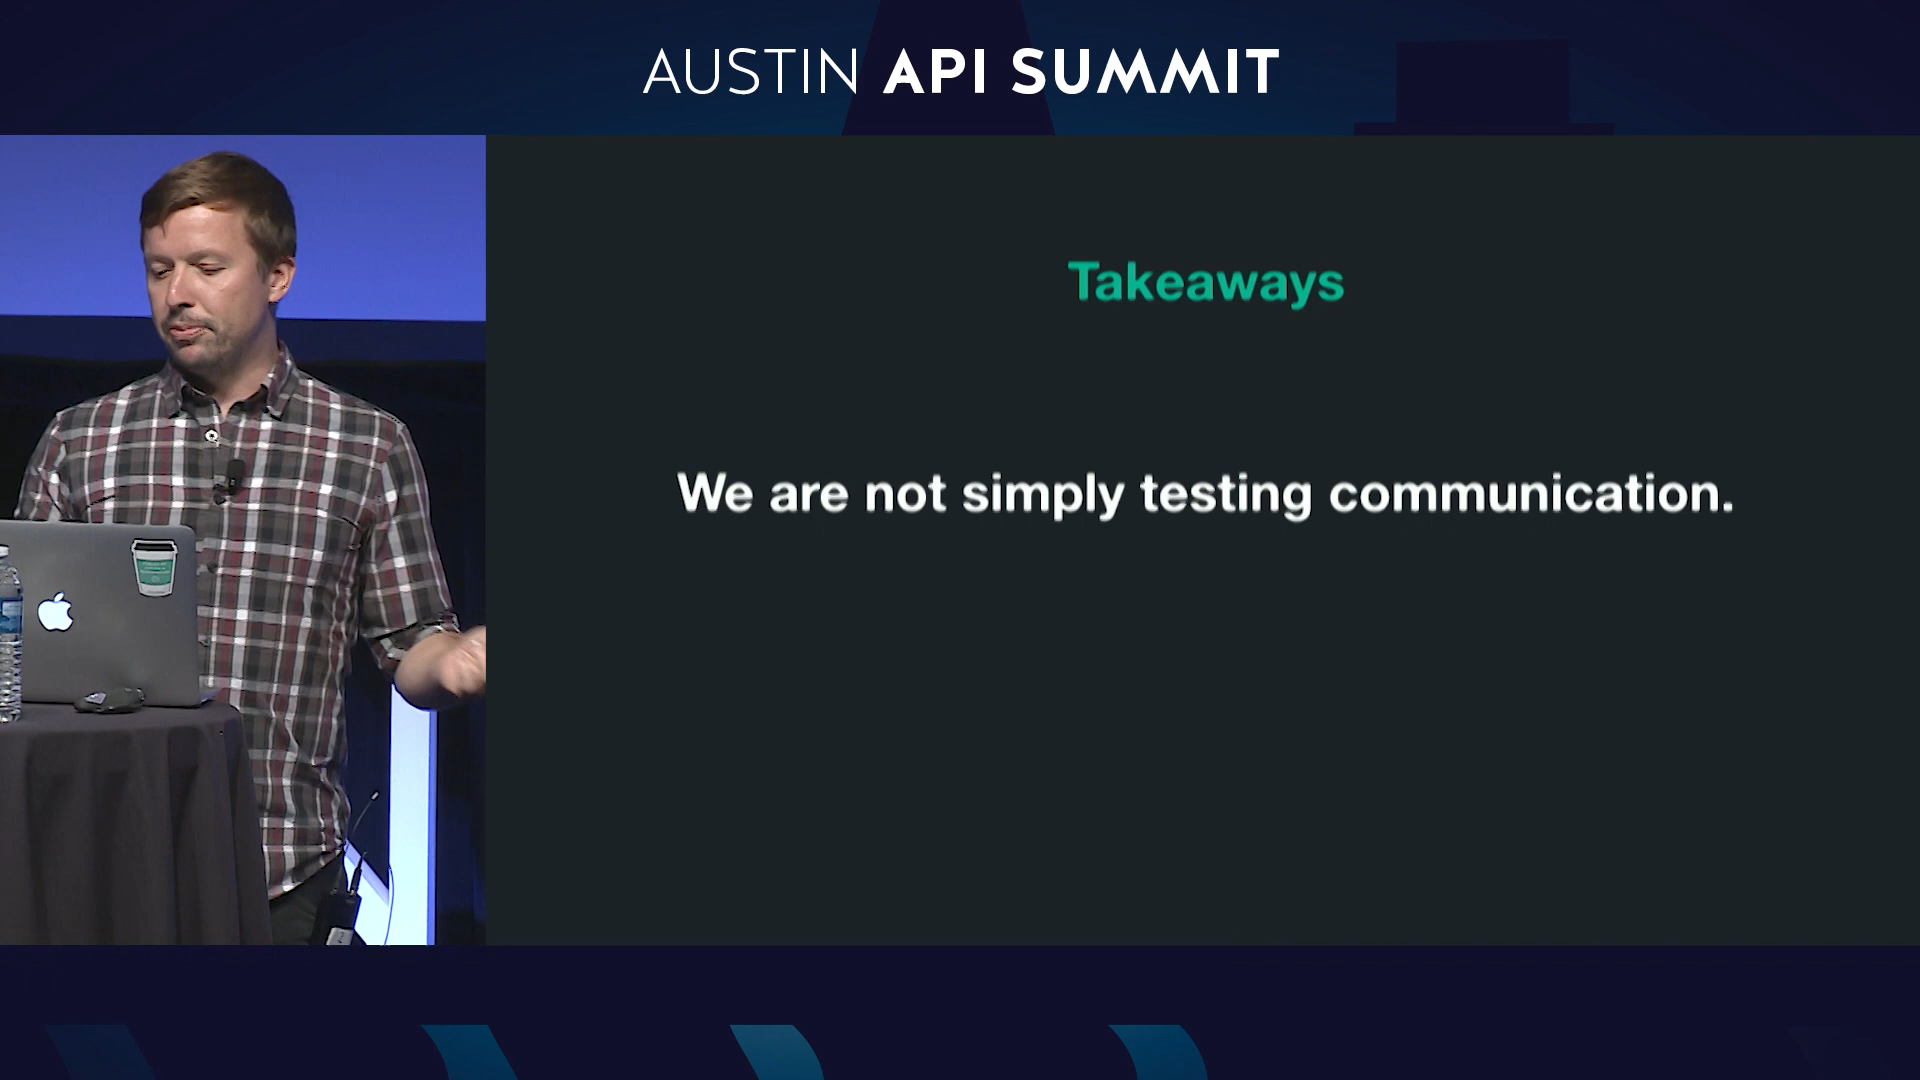 AUSTIN API SUMMIT
Takeaways
We are not simply testing communication.